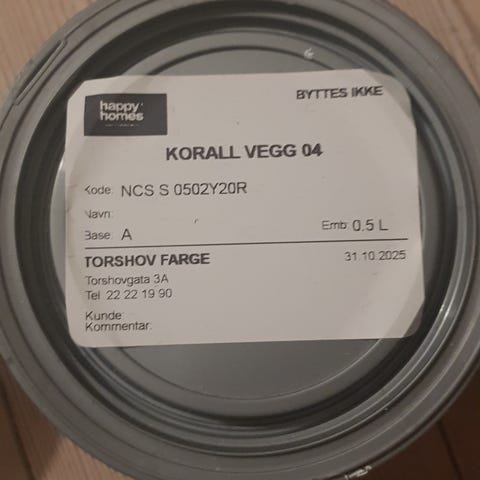 happy
homes
BYTTES IKKE
KORALL VEGG 04
Kode: NCS S 0502Y20R
Navn:
Base: A
Emb: 0.5 L
TORSHOV FARGE
31.10.2025
Torshovgata 3A
Tel 22 22 19 90
Kunde:
Kommentar: